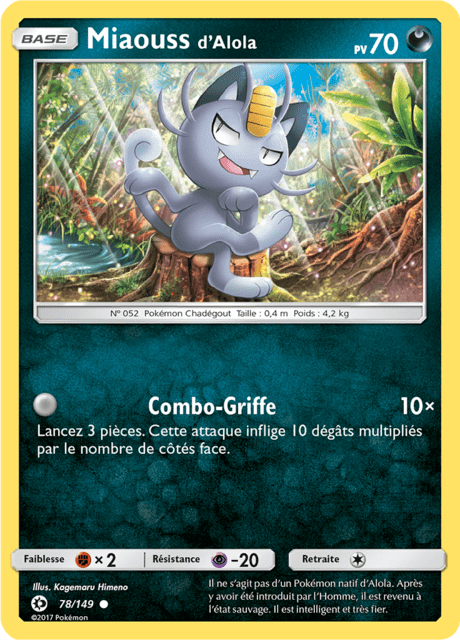 BASE Miaouss d'Alola PV 70
N° 052 Pokémon Chadégout Taille : 0,4 m Poids : 4,2 kg
Combo-Griffe 10×
Lancez 3 pièces. Cette attaque inflige 10 dégâts multipliés
par le nombre de côtés face.
Faiblesse ×2 Résistance -20 Retraite
Illus. Kagemaru Himeno
78/149
©2017 Pokémon
Il ne s'agit pas d'un Pokémon natif d'Alola. Après
y avoir été introduit par l'Homme, il est revenu à
l'état sauvage. Il est intelligent et très fier.